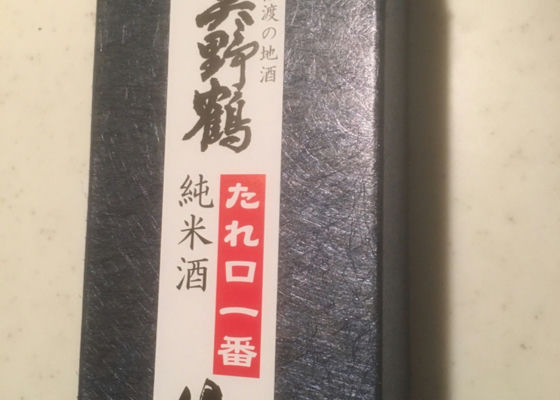 渡の地酒
真野鶴
たれ口一番
純米酒